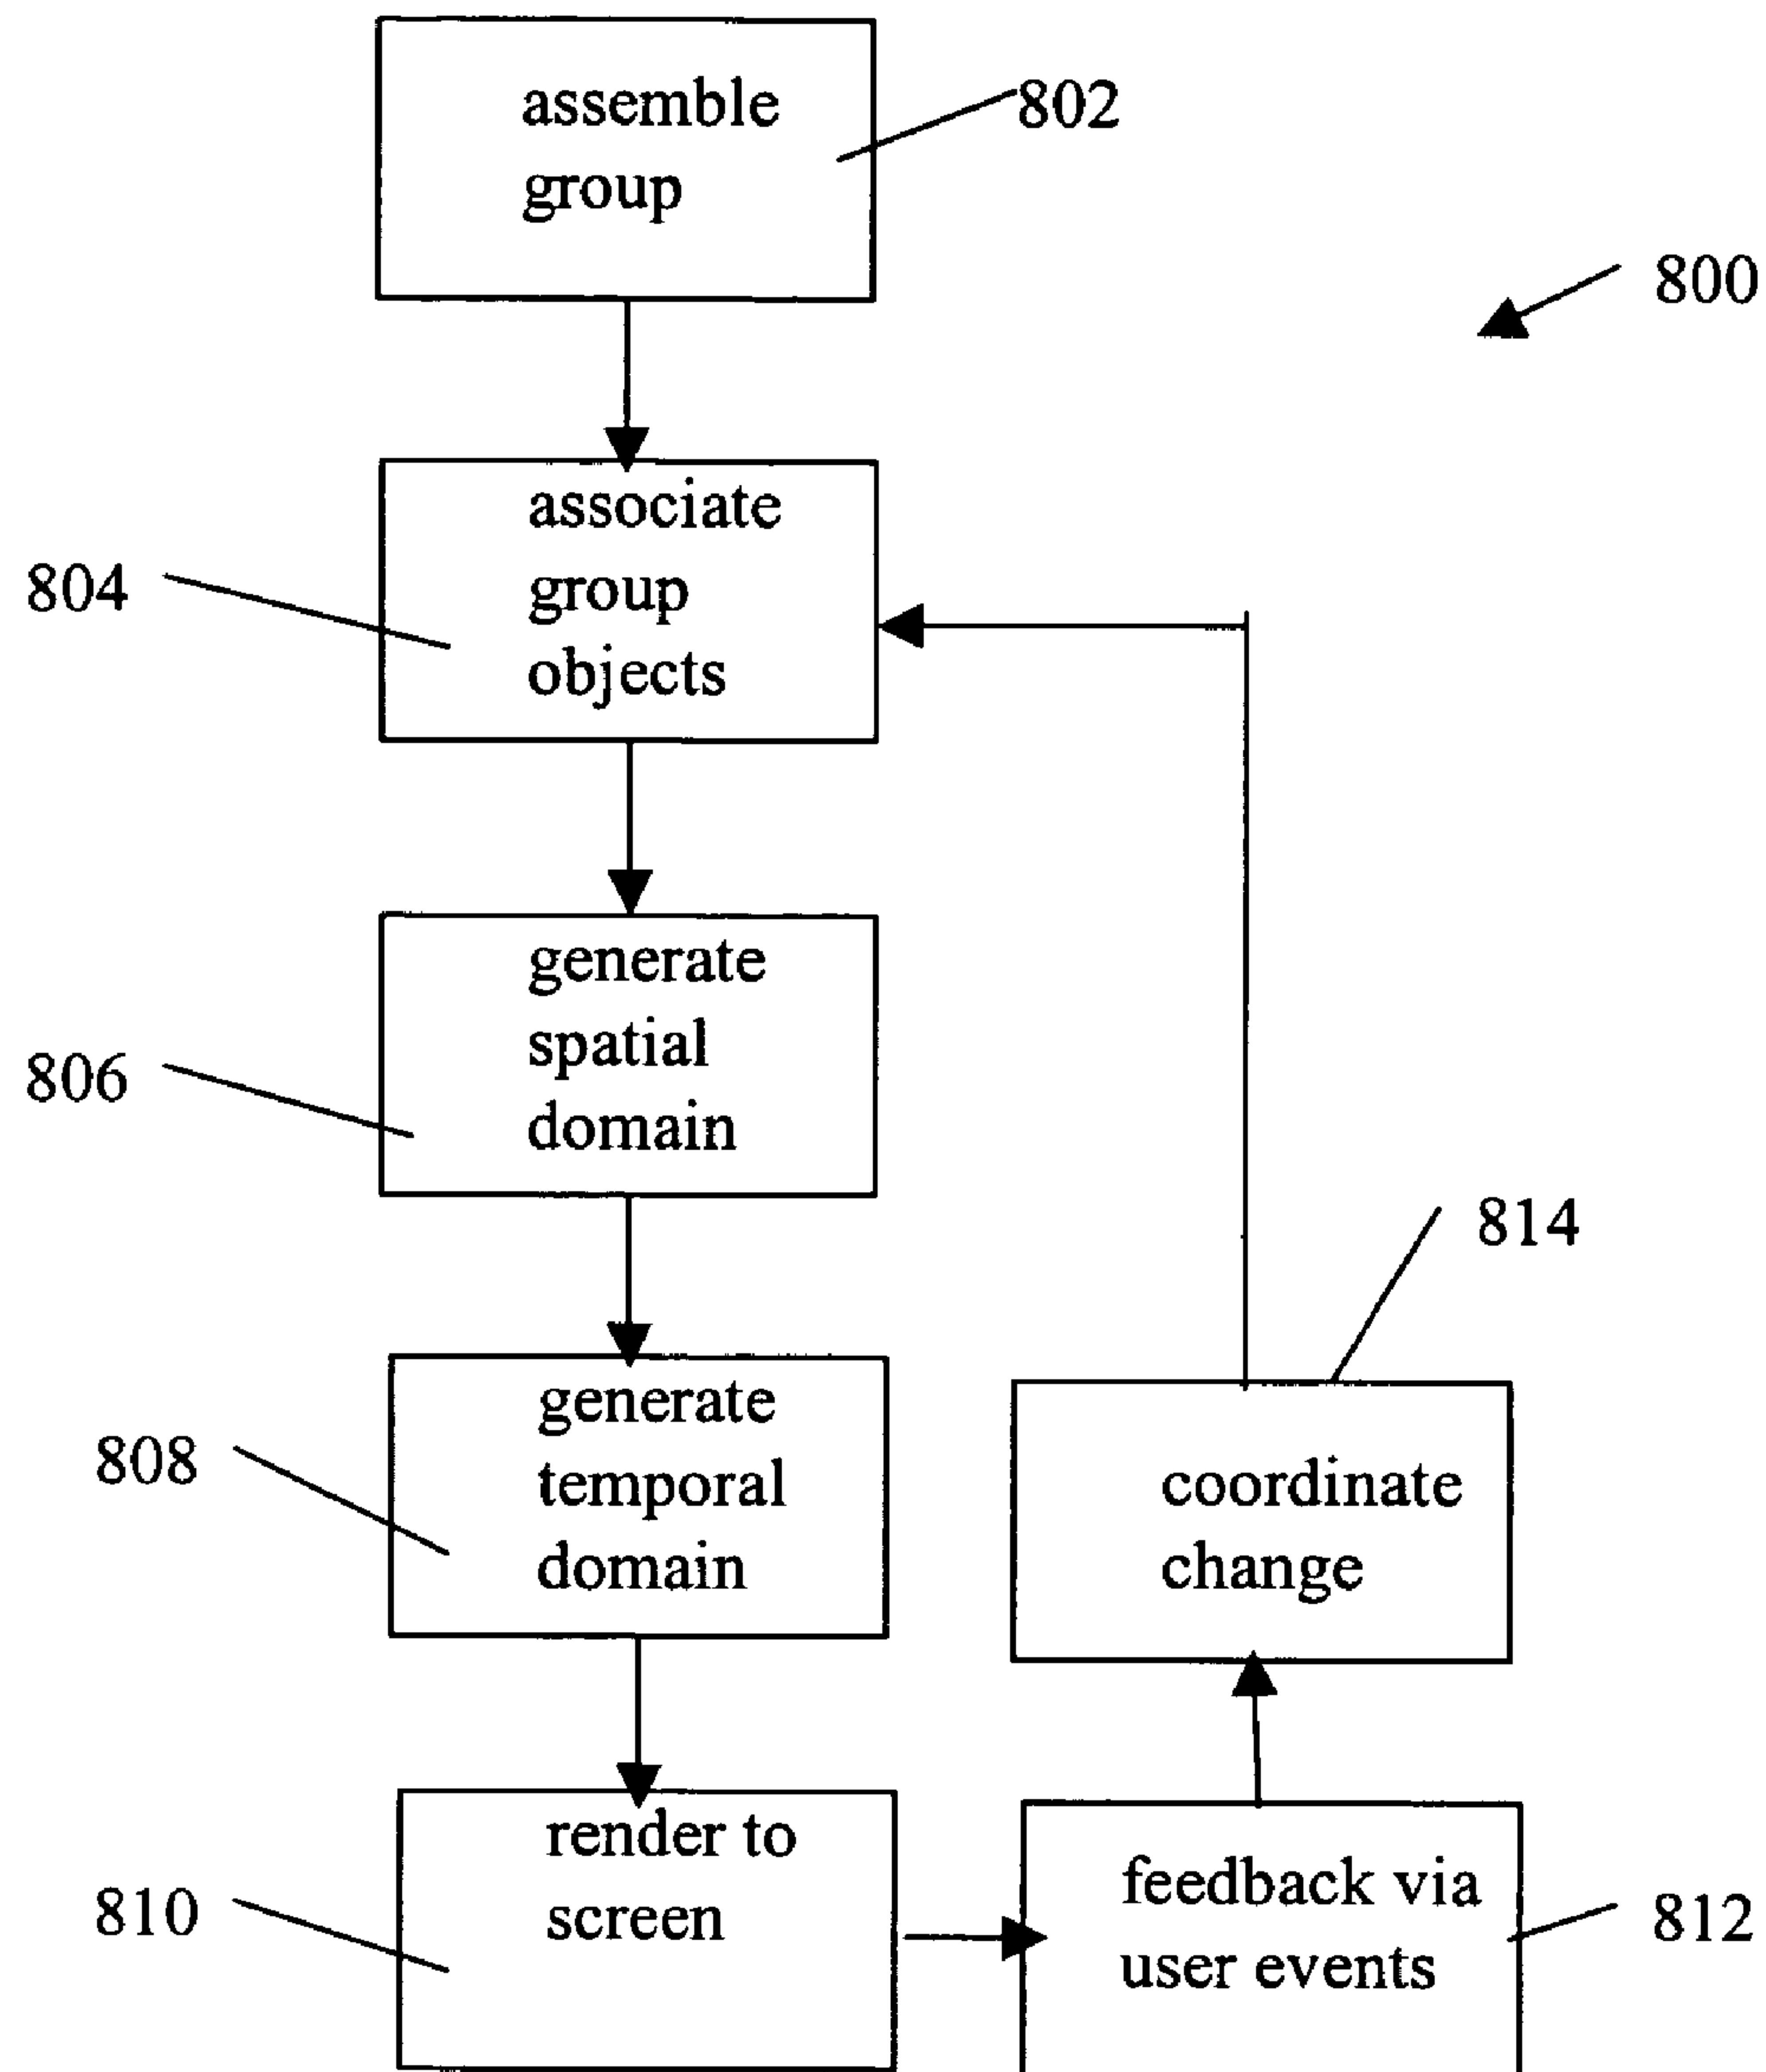 assemble
group
802
800
associate
group
objects
804
generate
spatial
domain
806
814
generate
temporal
domain
808
coordinate
change
render to
screen
810
feedback via
user events
812